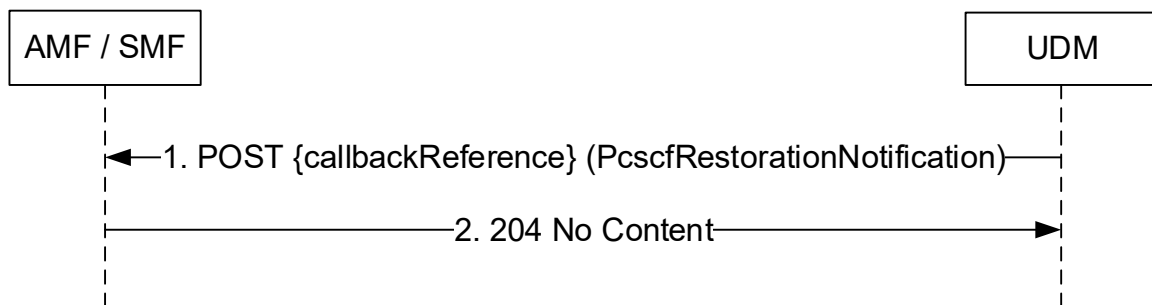 AMF / SMF
UDM
1. POST {callbackReference} (PcscfRestorationNotification)
2. 204 No Content